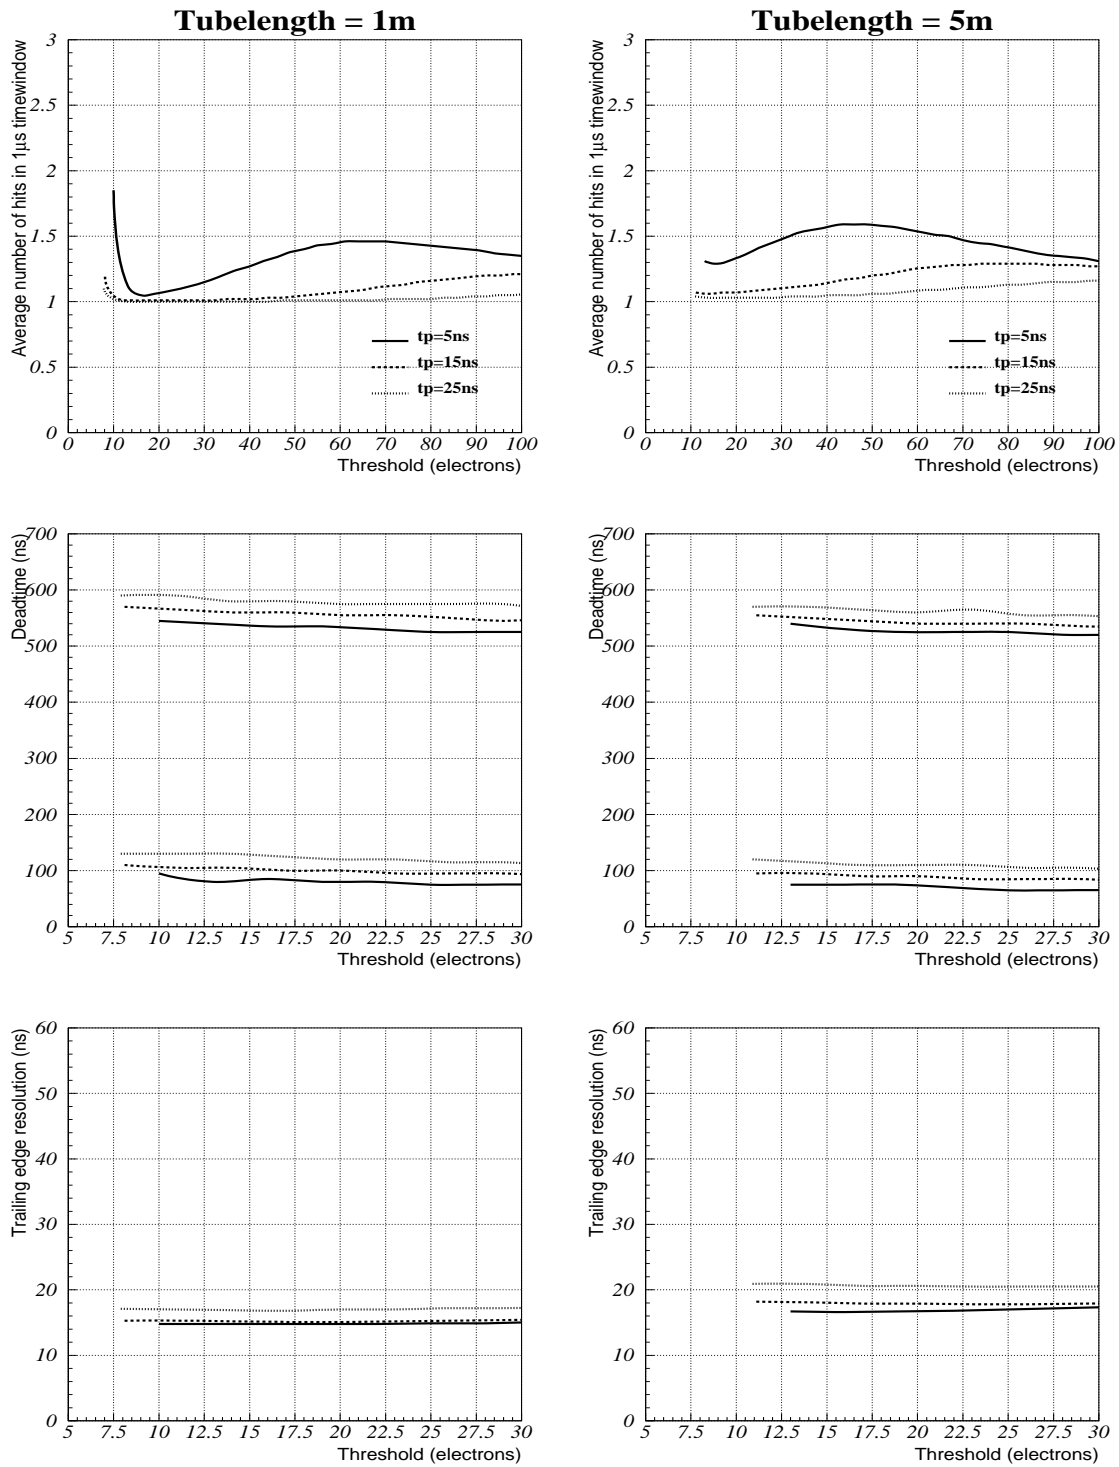 Tubelength = 1m
Tubelength = 5m
Average number of hits in 1µs timewindow
3
2.5
2
1.5
1
0.5
0
tp=5ns
tp=15ns
tp=25ns
0 10 20 30 40 50 60 70 80 90 100
Threshold (electrons)
Average number of hits in 1µs timewindow
3
2.5
2
1.5
1
0.5
0
tp=5ns
tp=15ns
tp=25ns
0 10 20 30 40 50 60 70 80 90 100
Threshold (electrons)
Deadtime (ns)
700
600
500
400
300
200
100
0
5 7.5 10 12.5 15 17.5 20 22.5 25 27.5 30
Threshold (electrons)
Deadtime (ns)
700
600
500
400
300
200
100
0
5 7.5 10 12.5 15 17.5 20 22.5 25 27.5 30
Threshold (electrons)
Trailing edge resolution (ns)
60
50
40
30
20
10
0
5 7.5 10 12.5 15 17.5 20 22.5 25 27.5 30
Threshold (electrons)
Trailing edge resolution (ns)
60
50
40
30
20
10
0
5 7.5 10 12.5 15 17.5 20 22.5 25 27.5 30
Threshold (electrons)